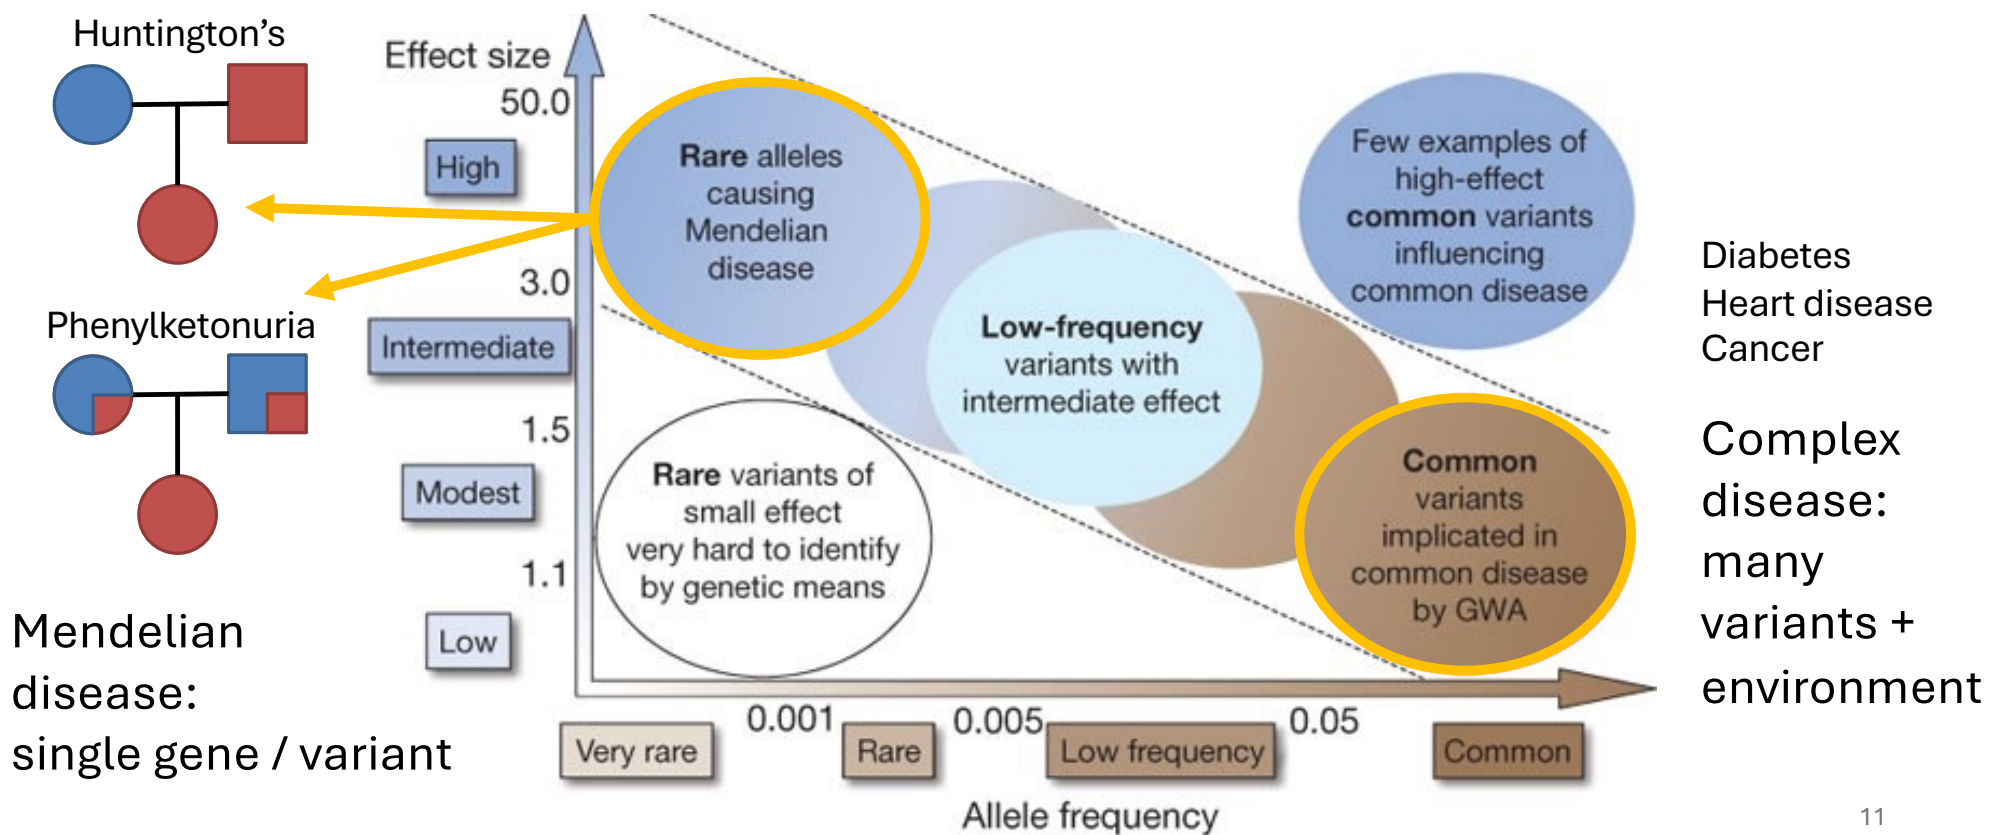 Huntington's
Phenylketonuria
Mendelian
disease:
single gene / variant
Effect size
50.0
High
3.0
Intermediate
1.5
Modest
1.1
Low
Rare alleles
causing
Mendelian
disease
Low-frequency
variants with
intermediate effect
Few examples of
high-effect
common variants
influencing
common disease
Rare variants of
small effect
very hard to identify
by genetic means
Common
variants
implicated in
common disease
by GWA
0.001
0.005
0.05
Very rare
Rare
Low frequency
Common
Allele frequency
Diabetes
Heart disease
Cancer
Complex
disease:
many
variants +
environment
11